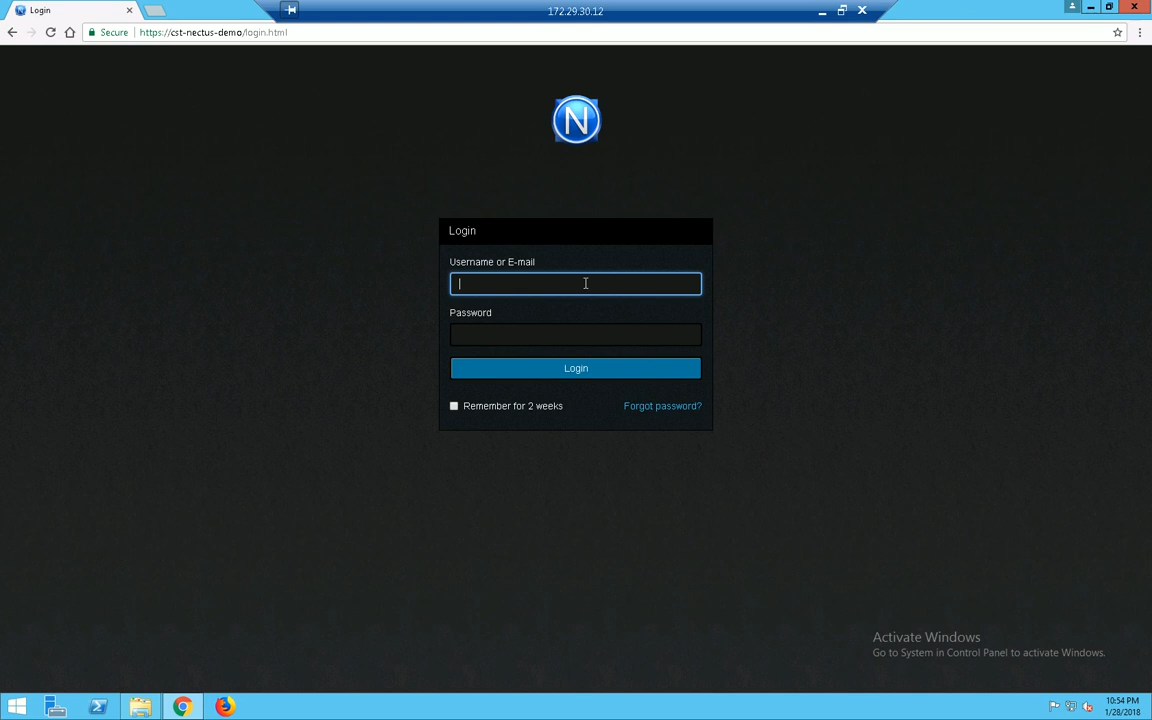 Login
172.29.30.12
Secure https://cst-nectus-demo/login.html
N
Login
Username or E-mail
Password
Login
Remember for 2 weeks
Forgot password?
Activate Windows
Go to System in Control Panel to activate Windows.
10:54 PM
1/28/2018